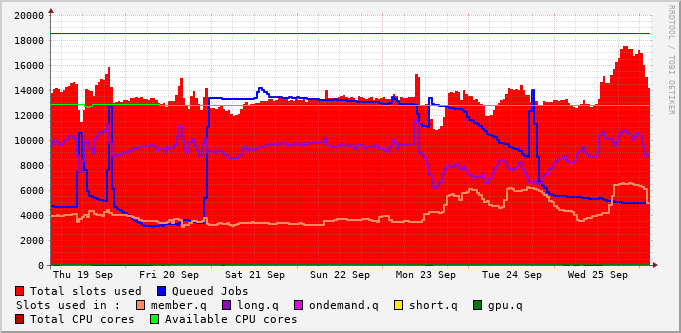 20000
18000
16000
14000
12000
10000
8000
6000
4000
2000
0
Thu 19 Sep Fri 20 Sep Sat 21 Sep Sun 22 Sep Mon 23 Sep Tue 24 Sep Wed 25 Sep
RRDTOOL / TOBI OETIKER
Total slots used Queued Jobs
Slots used in : member.q long.q ondemand.q short.q gpu.q
Total CPU cores Available CPU cores